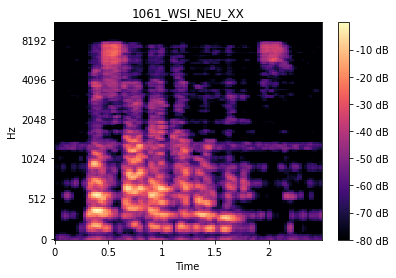 1061_WSI_NEU_XX
8192
4096
2048
1024
512
0
Hz
0
0.5
1
1.5
2
Time
-10 dB
-20 dB
-30 dB
-40 dB
-50 dB
-60 dB
-70 dB
-80 dB